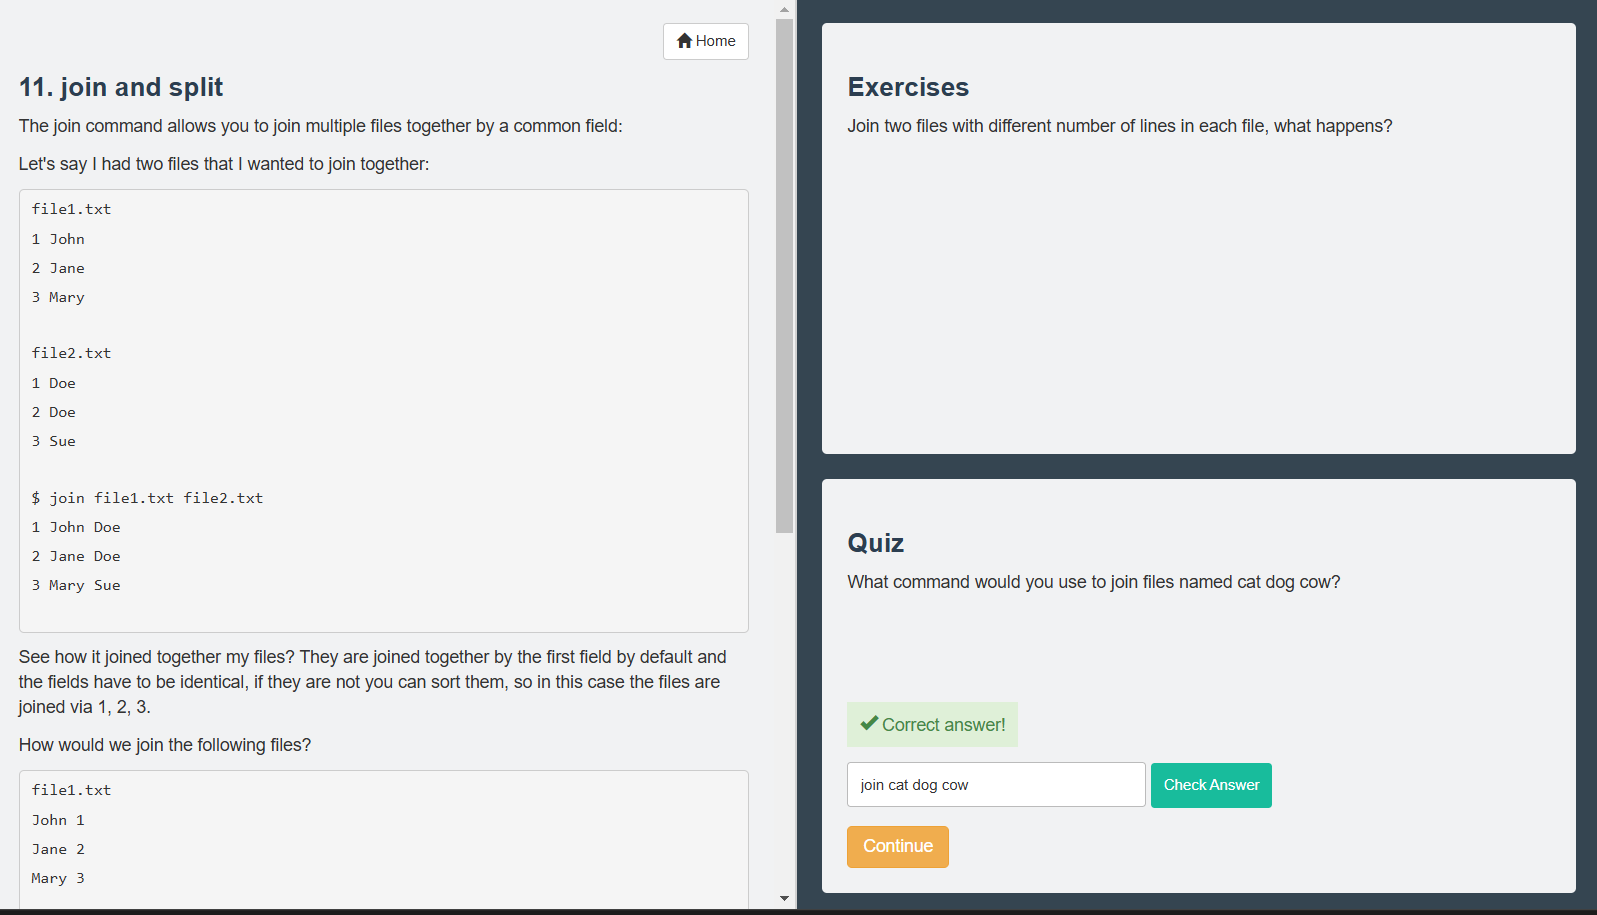 Home
11. join and split
The join command allows you to join multiple files together by a common field:
Let's say I had two files that I wanted to join together:
file1.txt
1 John
2 Jane
3 Mary
file2.txt
1 Doe
2 Doe
3 Sue
$ join file1.txt file2.txt
1 John Doe
2 Jane Doe
3 Mary Sue
See how it joined together my files? They are joined together by the first field by default and
the fields have to be identical, if they are not you can sort them, so in this case the files are
joined via 1, 2, 3.
How would we join the following files?
file1.txt
John 1
Jane 2
Mary 3
Exercises
Join two files with different number of lines in each file, what happens?
Quiz
What command would you use to join files named cat dog cow?
Correct answer!
join cat dog cow
Check Answer
Continue